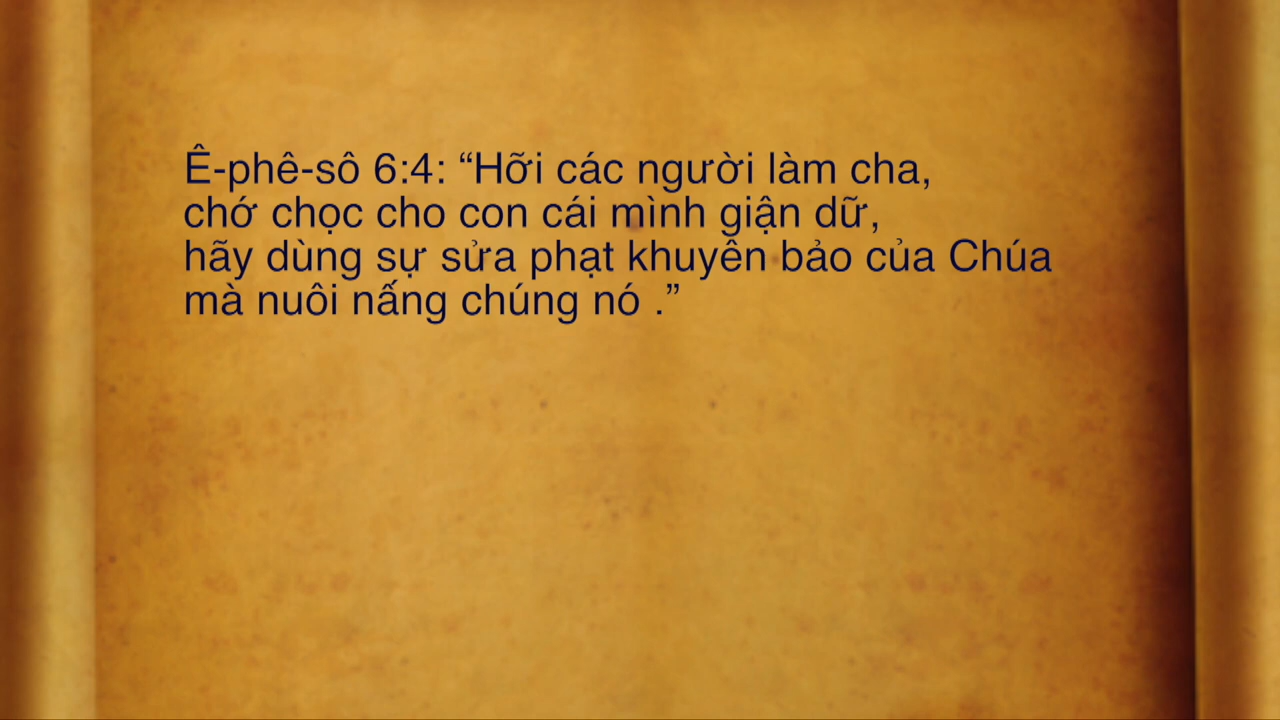 Ê-phê-sô 6:4: “Hỡi các người làm cha,
chớ chọc cho con cái mình giận dữ,
hãy dùng sự sửa phạt khuyên bảo của Chúa
mà nuôi nấng chúng nó .”